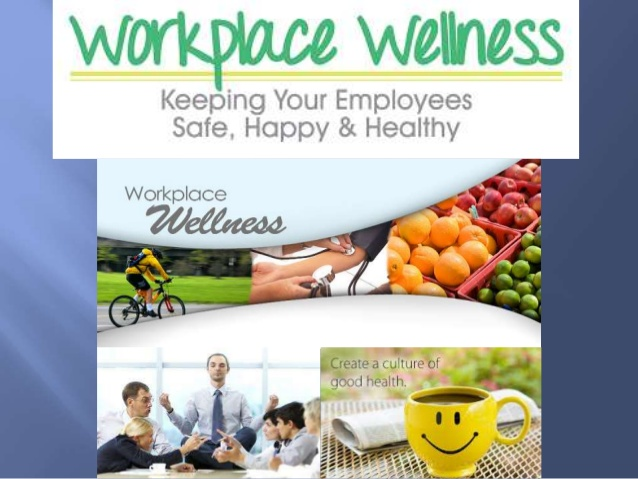 Workplace Wellness
Keeping Your Employees
Safe, Happy & Healthy
Workplace
Wellness
Create a culture of
good health.